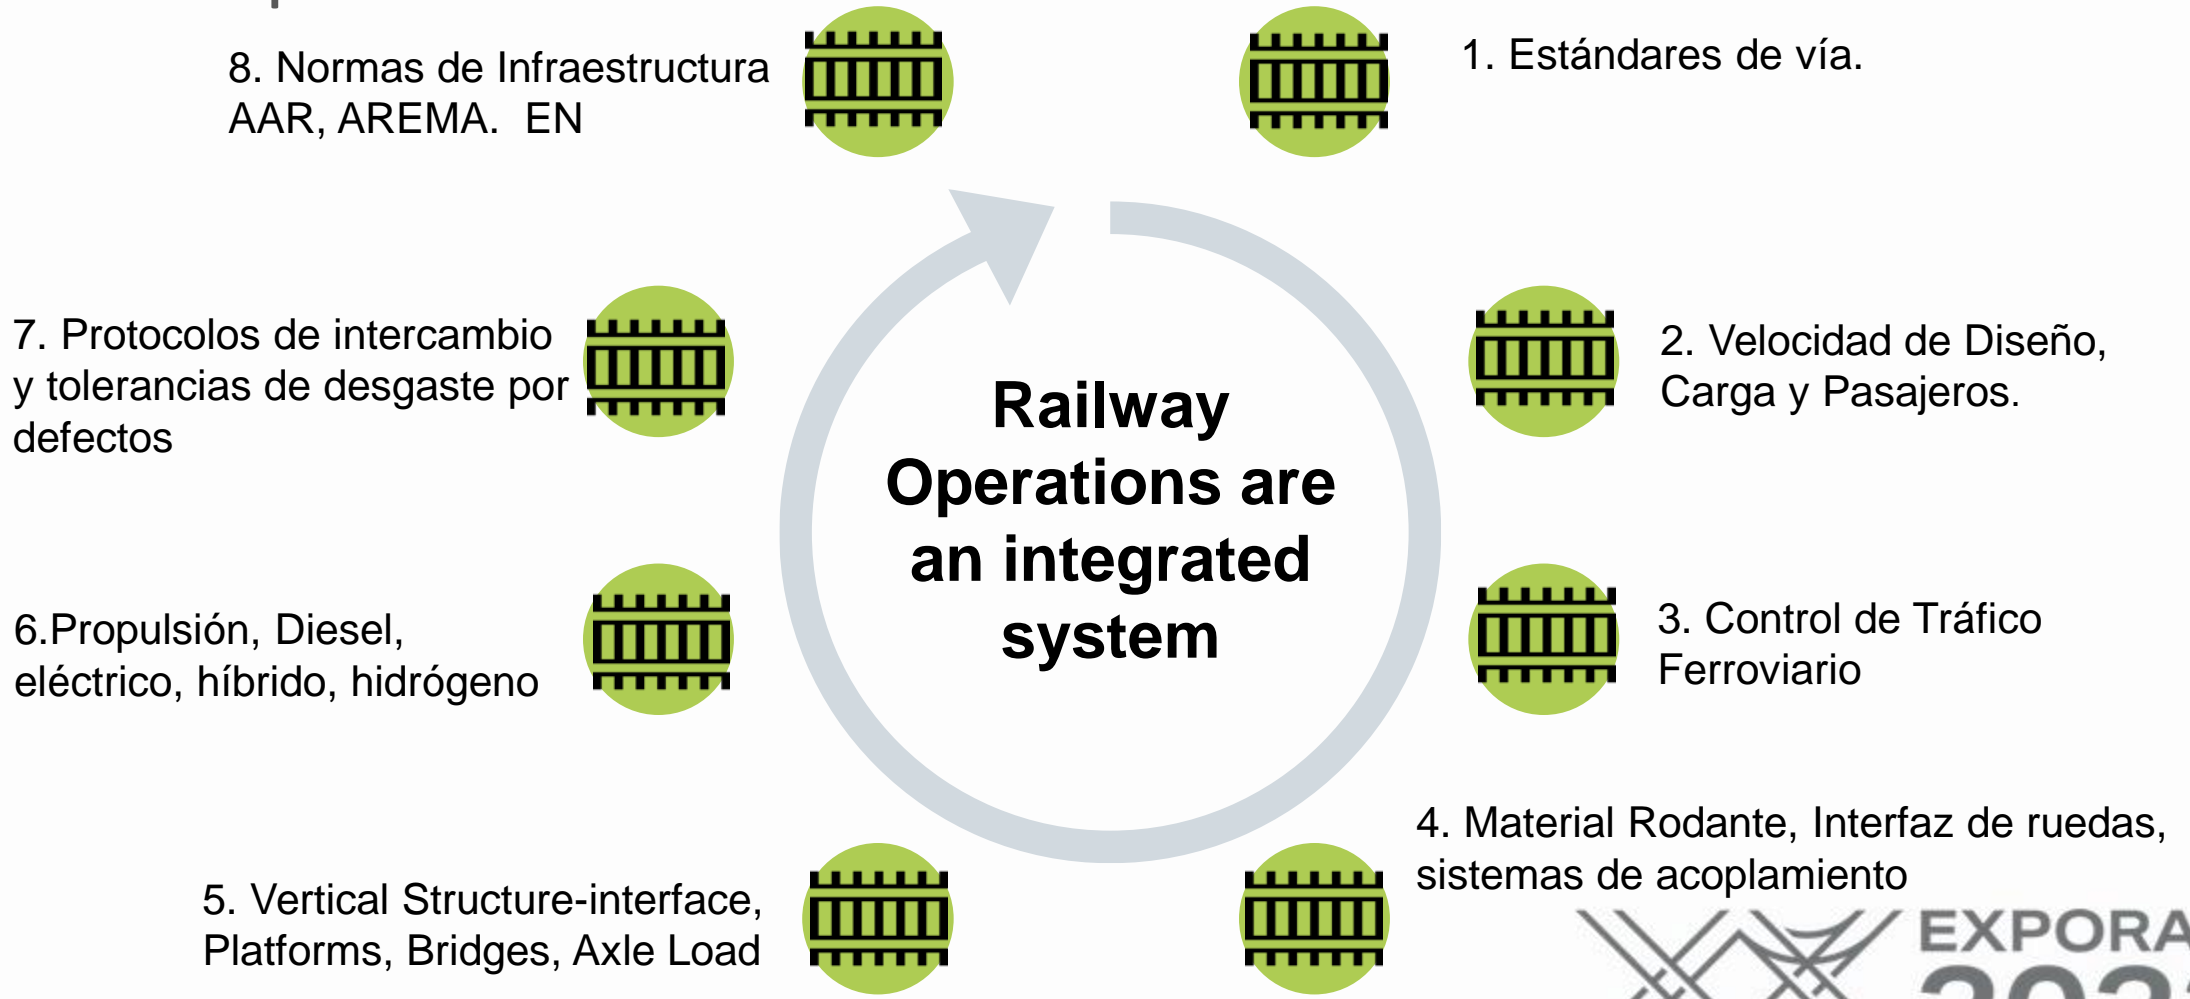 8. Normas de Infraestructura
AAR, AREMA.  EN
1. Estándares de vía.
7. Protocolos de intercambio
y tolerancias de desgaste por
defectos
2. Velocidad de Diseño,
Carga y Pasajeros.
Railway
Operations are
an integrated
system
6.Propulsión, Diesel,
eléctrico, híbrido, hidrógeno
3. Control de Tráfico
Ferroviario
5. Vertical Structure-interface,
Platforms, Bridges, Axle Load
4. Material Rodante, Interfaz de ruedas,
sistemas de acoplamiento
EXPORA